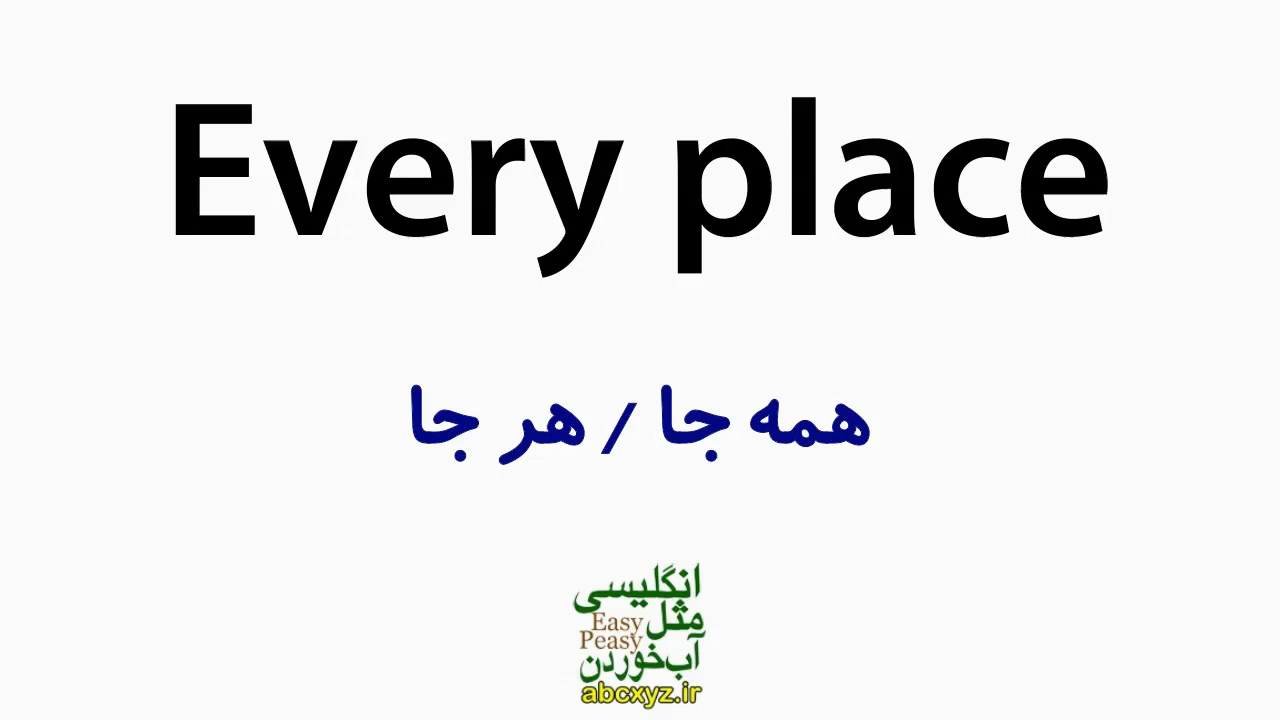 Every place
همه جا / هر جا
انگلیسی
مثل Easy
Peasy
آب‌خوردن
abcxyz.ir